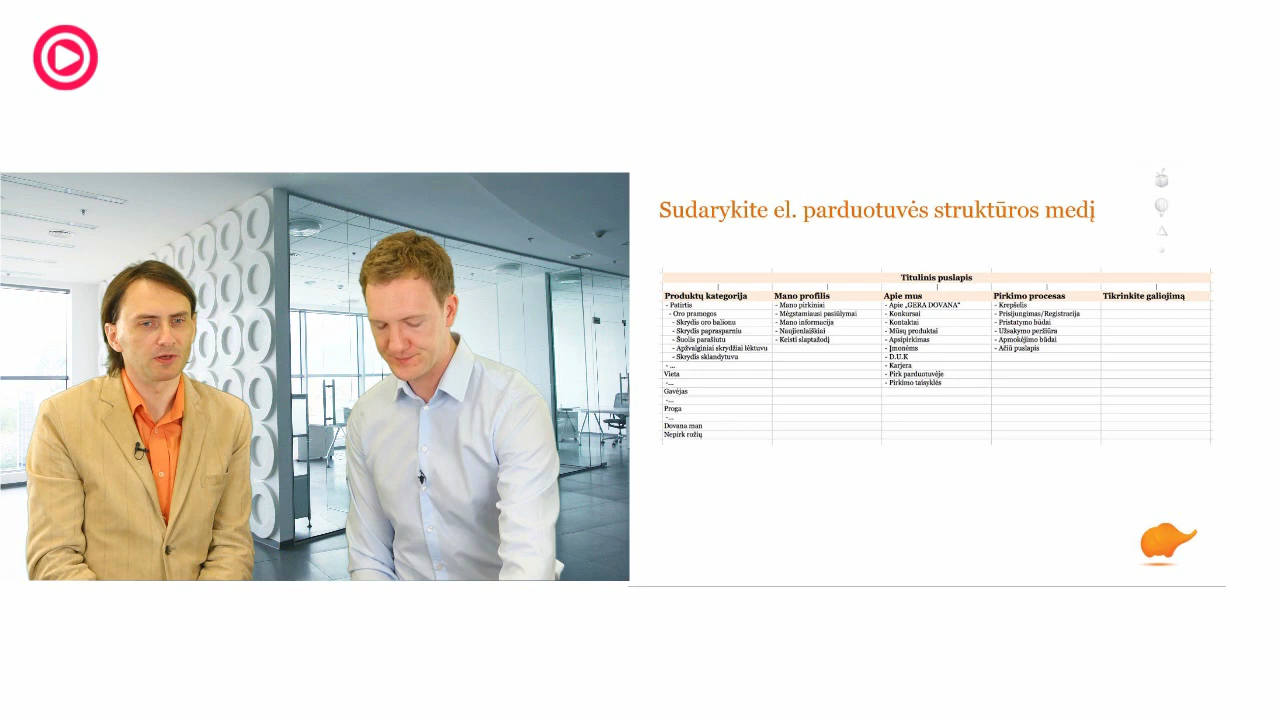 Sudarykite el. parduotuvės struktūros medį
Titulinis puslapis
Produktų kategorija Mano profilis Apie mus Pirkimo procesas Tikrinkite galiojimą
- Patirtis - Mano pirkiniai - Apie „GERA DOVANA“ - Krepšelis
- Oro pramogos - Mėgstamiausi pasiūlymai - Konkursai - Prisijungimas/Registracija
- Skrydis oro balionu - Mano informacija - Kontaktai - Pristatymo būdai
- Skrydis paprasparniu - Naujienlaiškiai - Mūsų produktai - Užsakymo peržiūra
- Šuolis parašiutu - Keisti slaptažodį - Apsipirkimas - Apmokėjimo būdai
- Apžvalginiai skrydžiai lėktuvu - Įmonėms - Ačiū puslapis
- Skrydis sklandytuvu - D.U.K
- ... - Karjera
Vieta - Pirk parduotuvėje
-... - Pirkimo taisyklės
Gavėjas
-...
Proga
-...
Dovana man
Nepirk rožių